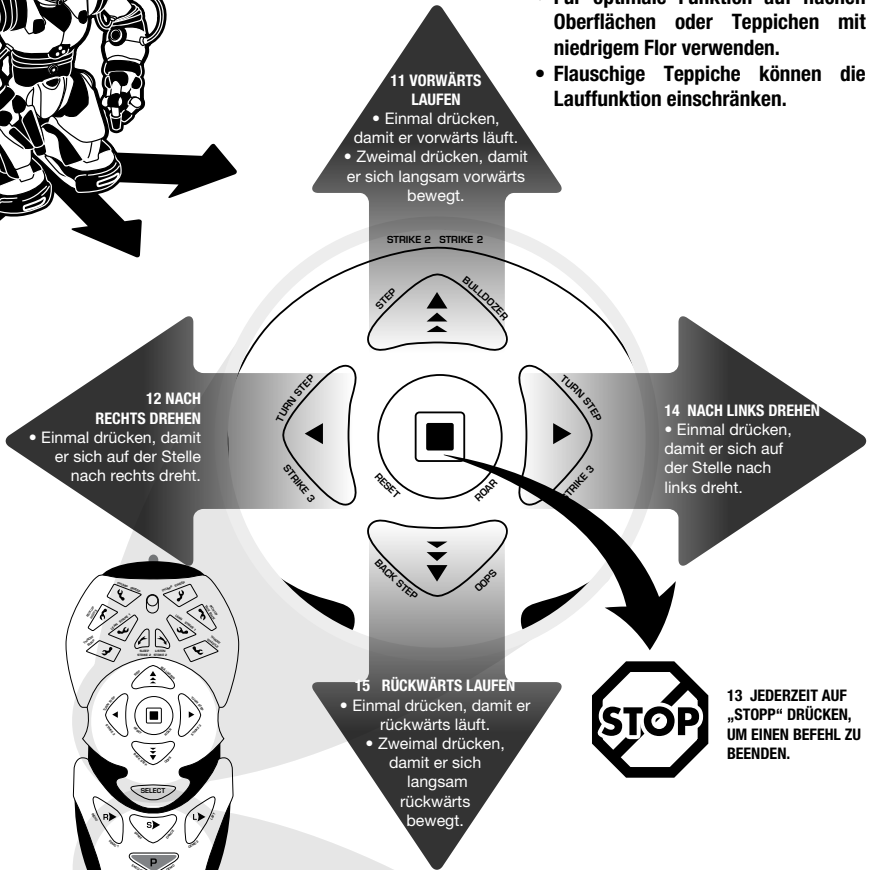 • Für optimale Funktion auf flachen
Oberflächen oder Teppichen mit
niedrigem Flor verwenden.
• Flauschige Teppiche können die
Lauffunktion einschränken.
11 VORWÄRTS
LAUFEN
• Einmal drücken,
damit er vorwärts läuft.
• Zweimal drücken, damit
er sich langsam vorwärts
bewegt.
STRIKE 2 STRIKE 2
STEP
BULLDOZER
12 NACH
RECHTS DREHEN
• Einmal drücken, damit
er sich auf der Stelle
nach rechts dreht.
TURN STEP
STRIKE 3
RESET
ROAR
TURN STEP
STRIKE 3
14 NACH LINKS DREHEN
• Einmal drücken,
damit er sich auf
der Stelle nach
links dreht.
BACK STEP
OOPS
15 RÜCKWÄRTS LAUFEN
• Einmal drücken, damit er
rückwärts läuft.
• Zweimal drücken,
damit er sich
langsam
rückwärts
bewegt.
STOP
13 JEDERZEIT AUF
„STOPP“ DRÜCKEN,
UM EINEN BEFEHL ZU
BEENDEN.
SELECT
R
S
L
P